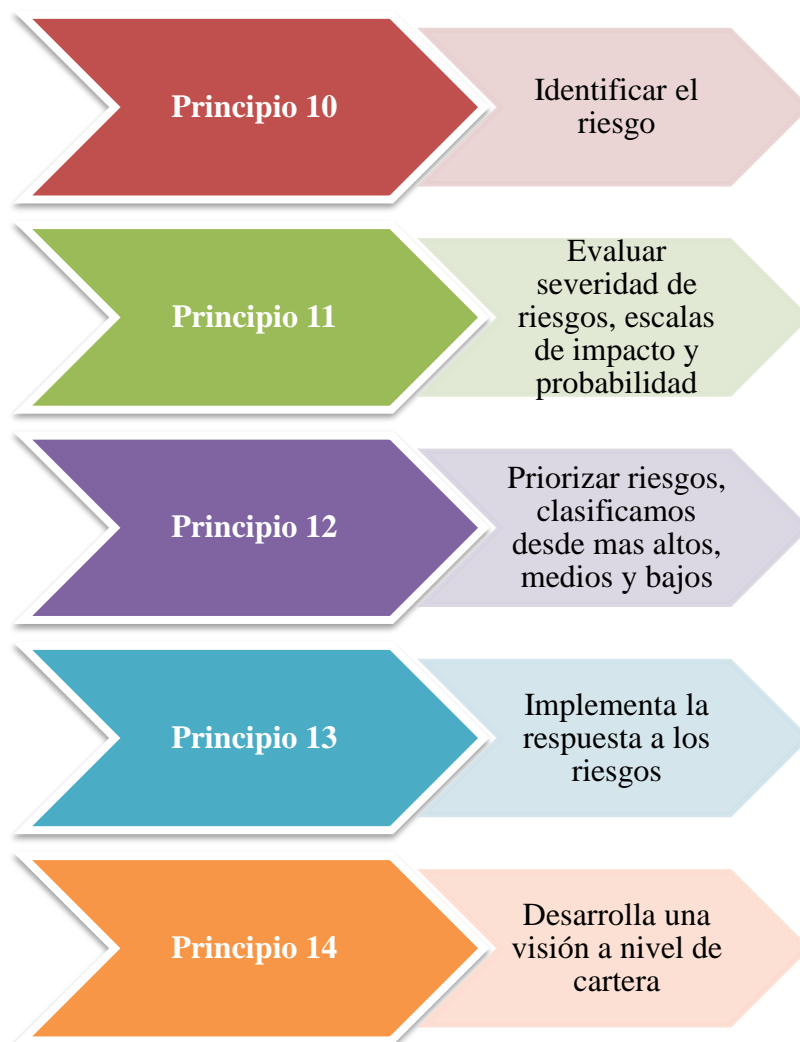 Principio 10
Identificar el
riesgo
Principio 11
Evaluar
severidad de
riesgos, escalas
de impacto y
probabilidad
Principio 12
Priorizar riesgos,
clasificamos
desde mas altos,
medios y bajos
Principio 13
Implementa la
respuesta a los
riesgos
Principio 14
Desarrolla una
visión a nivel de
cartera